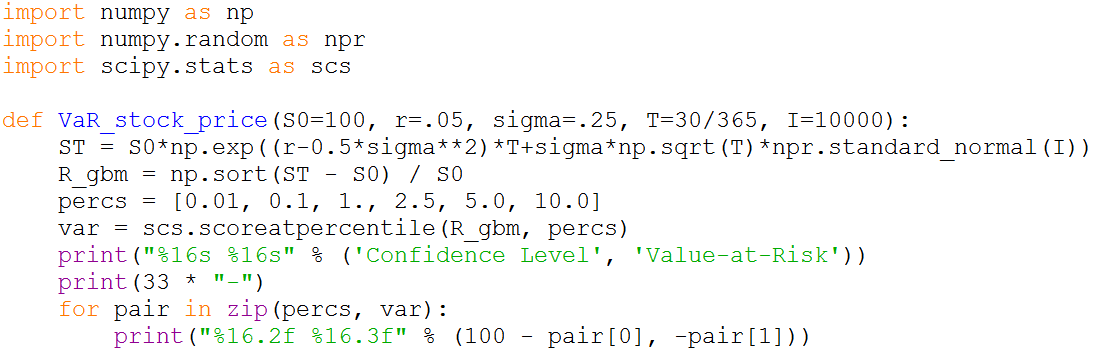 import numpy as np
import numpy.random as npr
import scipy.stats as scs

def VaR_stock_price(S0=100, r=.05, sigma=.25, T=30/365, I=10000):
    ST = S0*np.exp((r-0.5*sigma**2)*T+sigma*np.sqrt(T)*npr.standard_normal(I))
    R_gbm = np.sort(ST - S0) / S0
    percs = [0.01, 0.1, 1., 2.5, 5.0, 10.0]
    var = scs.scoreatpercentile(R_gbm, percs)
    print("%16s %16s" % ('Confidence Level', 'Value-at-Risk'))
    print(33 * "-")
    for pair in zip(percs, var):
        print("%16.2f %16.3f" % (100 - pair[0], -pair[1]))